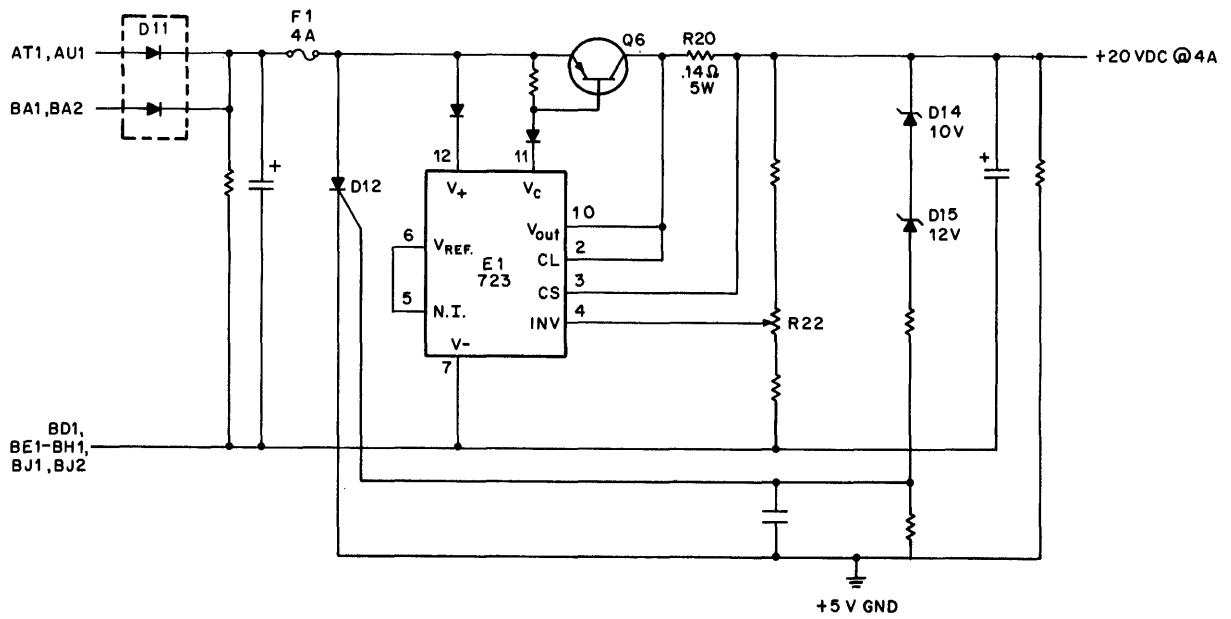 D11
F1
4A
Q6
R20
.14Ω
5W
AT1, AU1
+20 VDC @ 4A
BA1, BA2
D14
10V
12
11
D12
V+
VC
10
Vout
D15
12V
6
VREF.
2
CL
E1
723
3
CS
5
N.I.
4
INV
R22
V-
7
BD1,
BE1-BH1,
BJ1, BJ2
+
+
+5 V GND